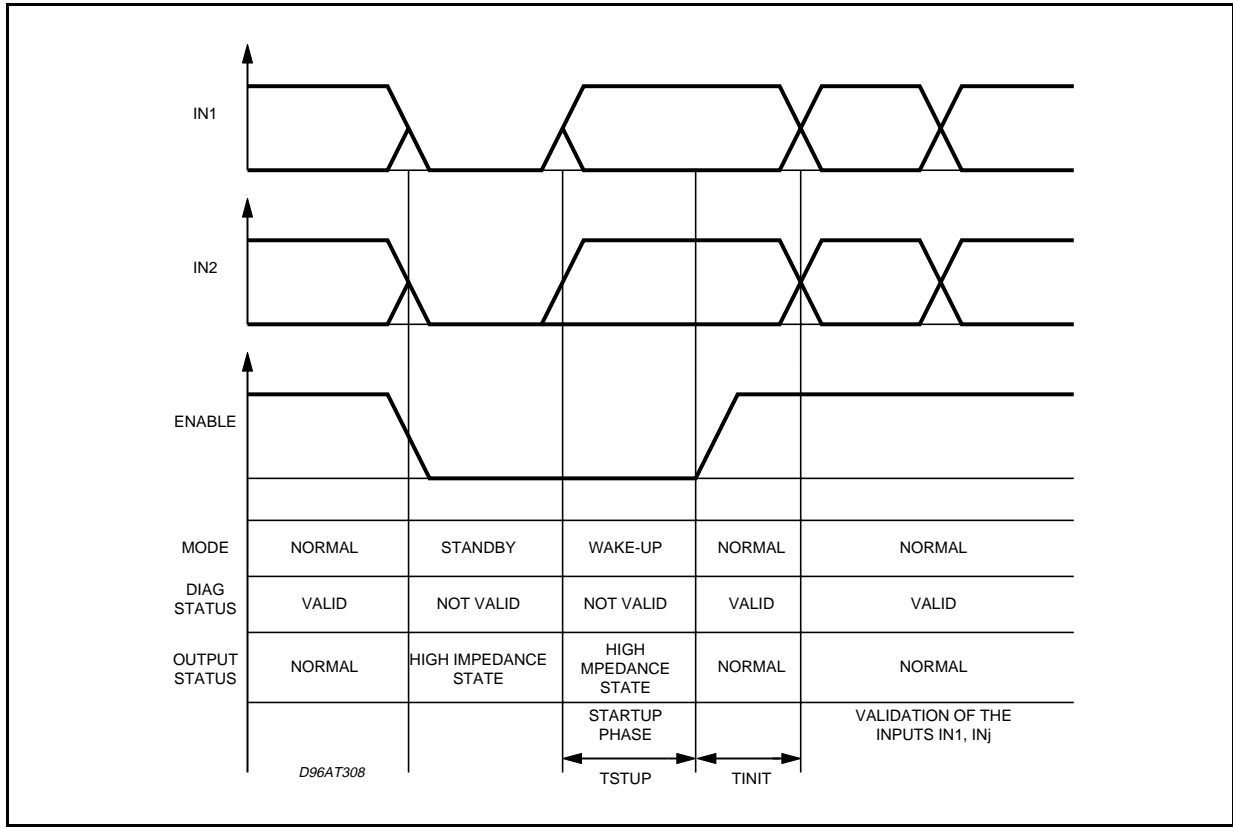 IN1
IN2
ENABLE
MODE NORMAL STANDBY WAKE-UP NORMAL NORMAL
DIAG
STATUS VALID NOT VALID NOT VALID VALID VALID
OUTPUT
STATUS NORMAL HIGH IMPEDANCE
STATE HIGH
MPEDANCE
STATE NORMAL NORMAL
STARTUP
PHASE
VALIDATION OF THE
INPUTS IN1, INj
D96AT308
TSTUP TINIT